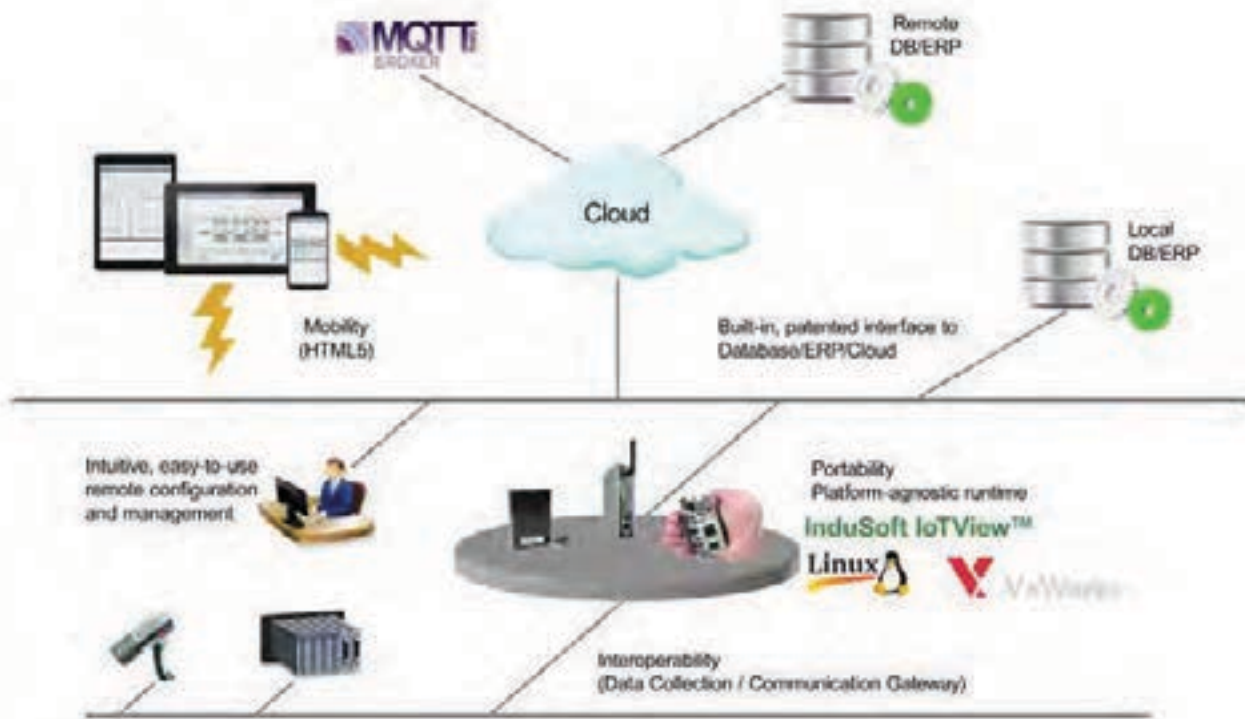 MQTT
BROKER
Remote
DB/ERP
Cloud
Local
DB/ERP
Mobility
(HTML5)
Built-in, patented interface to
Database/ERP/Cloud
Intuitive, easy-to-use
remote configuration
and management
Portability
Platform-agnostic runtime
InduSoft IoTView™
Linux
VxWorks
Interoperability
(Data Collection / Communication Gateway)